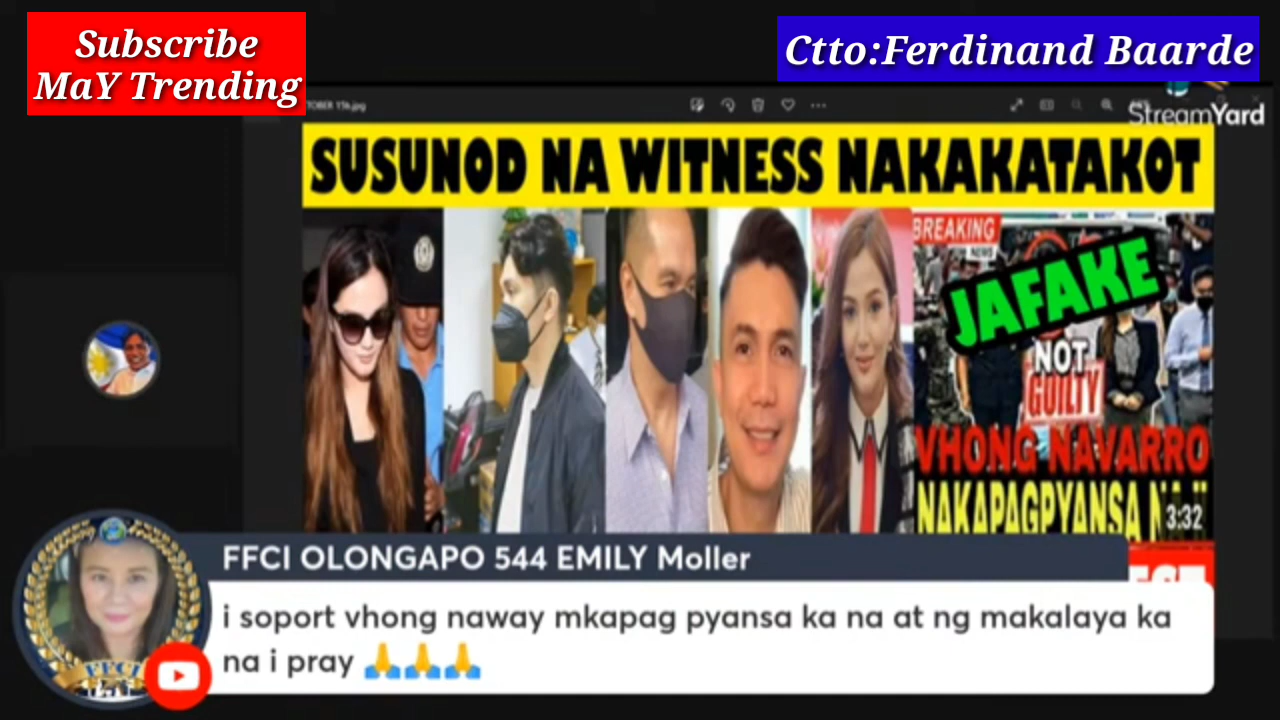 Subscribe
MaY Trending
Ctto:Ferdinand Baarde
StreamYard
SUSUNOD NA WITNESS NAKAKATAKOT
BREAKING
NEWS
JAFAKE
NOT
GUILTY
VHONG NAVARRO
NAKAPAGPYANSA
3:32
FFCI OLONGAPO 544 EMILY Moller
i soport vhong naway mkapag pyansa ka na at ng makalaya ka
na i pray 🙏🙏🙏
FFCI